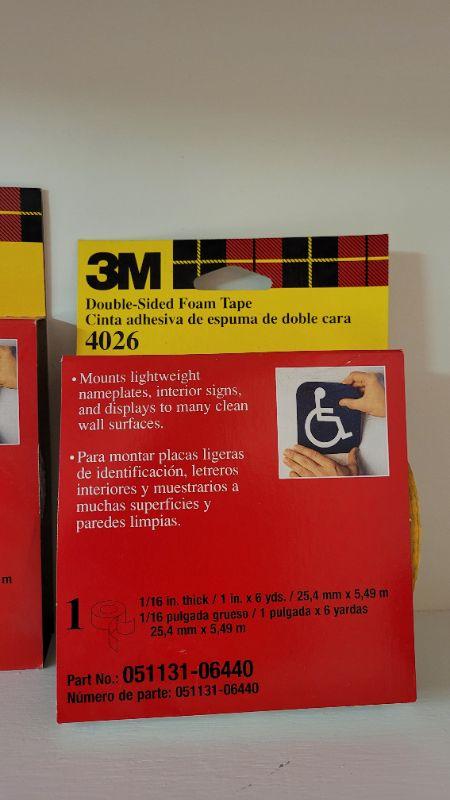 3M
Double-Sided Foam Tape
Cinta adhesiva de espuma de doble cara
4026
• Mounts lightweight
nameplates, interior signs,
and displays to many clean
wall surfaces.
• Para montar placas ligeras
de identificación, letreros
interiores y muestrarios a
muchas superficies y
paredes limpias.
m
1
1/16 in. thick / 1 in. x 6 yds. / 25,4 mm x 5,49 m
1/16 pulgada grueso / 1 pulgada x 6 yardas
25,4 mm x 5,49 m
Part No.: 051131-06440
Número de parte: 051131-06440